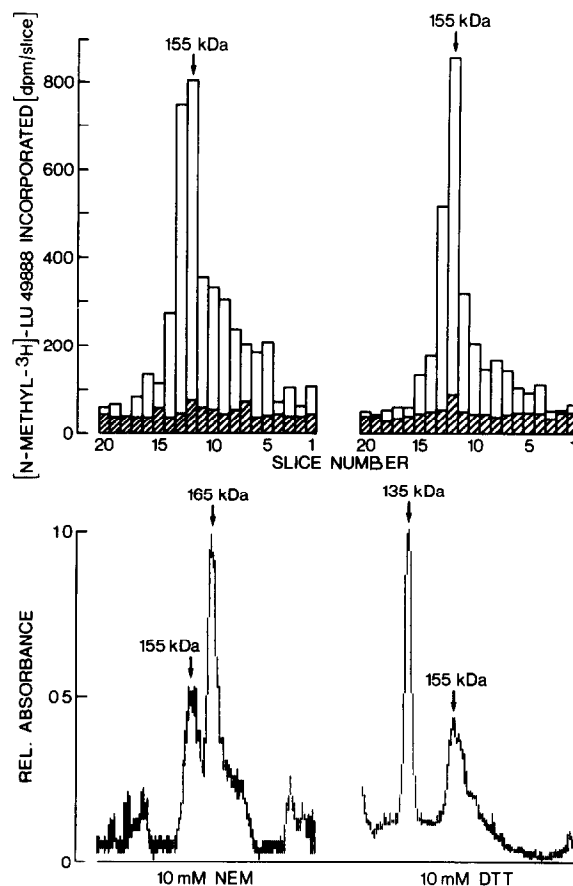 [N-METHYL-³H]-LU 49888 INCORPORATED [dpm/slice]
155 kDa
155 kDa
800
600
400
200
0
20 15 10 5 1
20 15 10 5 1
SLICE NUMBER
REL. ABSORBANCE
165 kDa
135 kDa
155 kDa
155 kDa
1 0
0 5
0
10 mM NEM
10 mM DTT